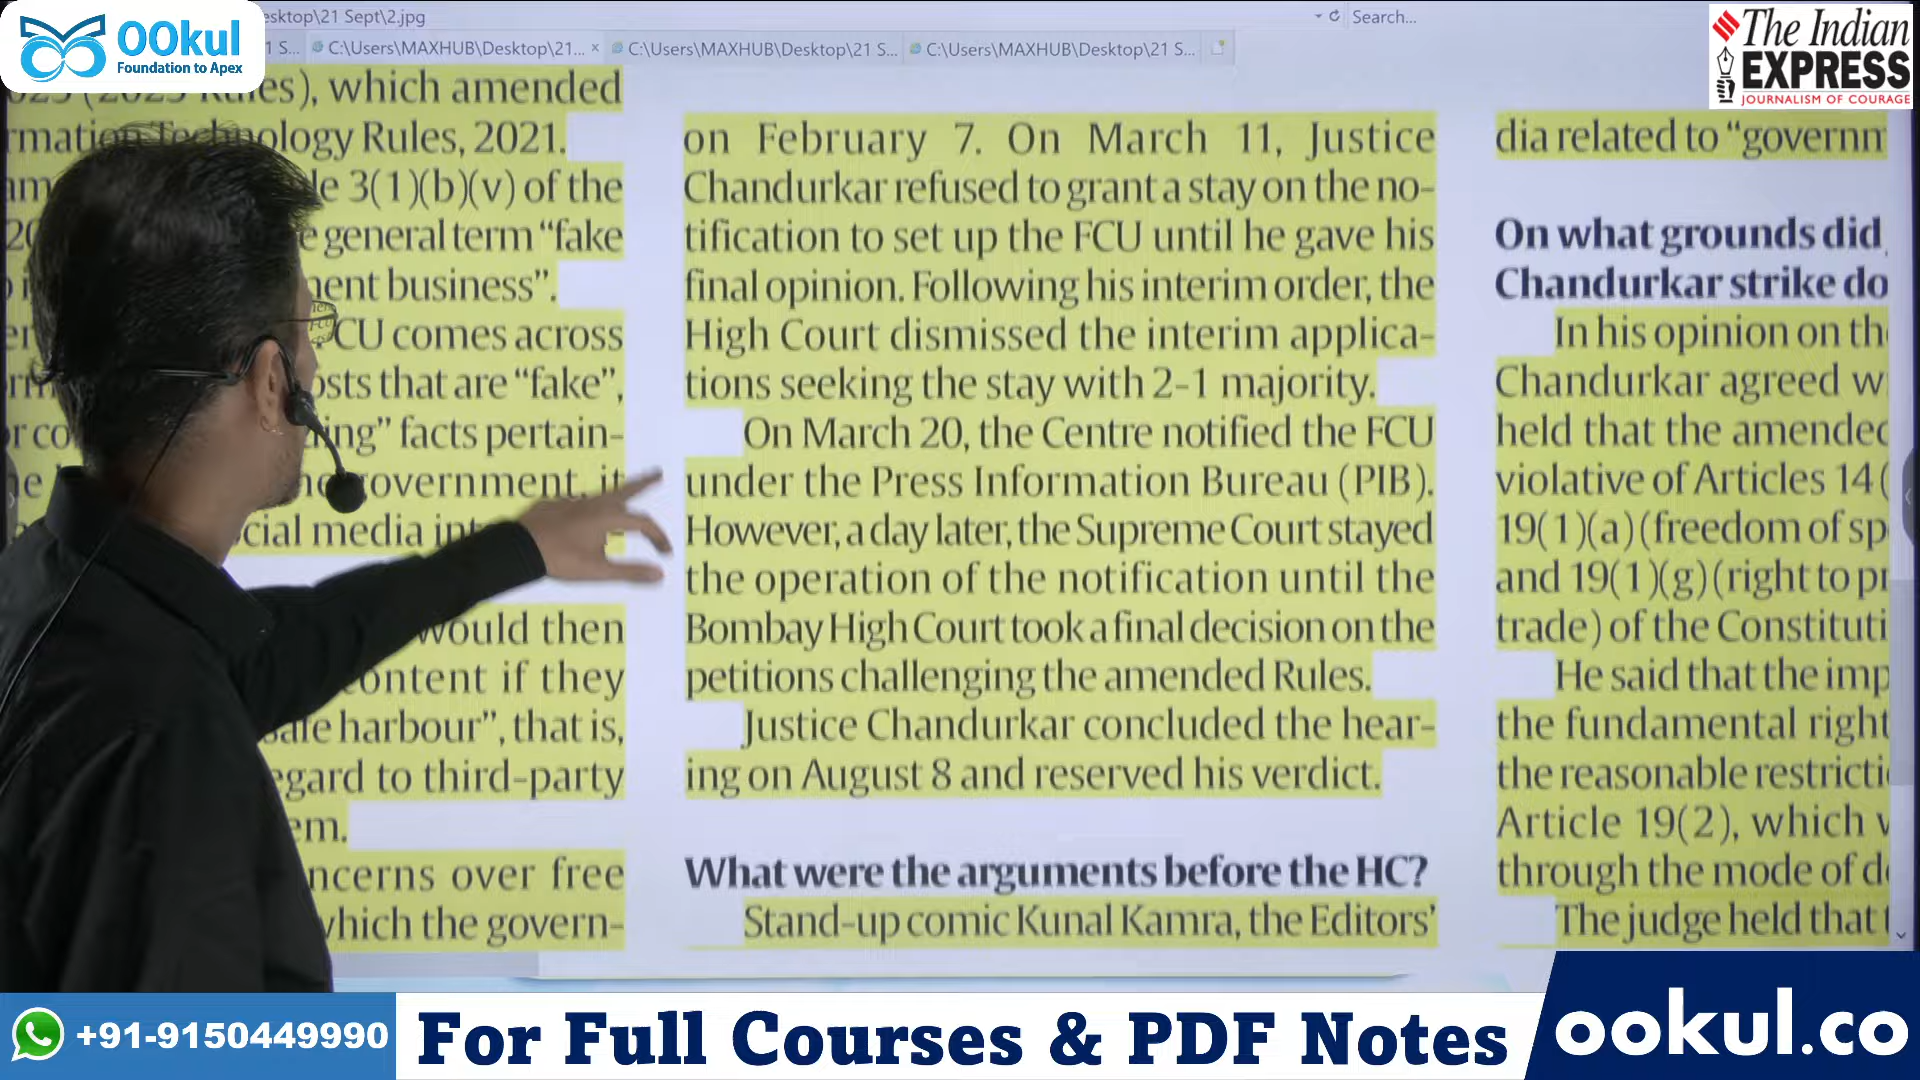 OOkul
Foundation to Apex
esktop\21 Sept\2.jpg
Search...
1 S...
C:\Users\MAXHUB\Desktop\21...
C:\Users\MAXHUB\Desktop\21 S...
C:\Users\MAXHUB\Desktop\21 S...
The Indian
EXPRESS
JOURNALISM OF COURAGE
which amended
Technology Rules, 2021.
3(1)(b)(v) of the
general term “fake
business”.
CU comes across
that are “fake”,
facts pertain-
government, it
social media
would then
content if they
harbour”, that is,
regard to third-party
em.
concerns over free
which the govern-
on February 7. On March 11, Justice
Chandurkar refused to grant a stay on the no-
tification to set up the FCU until he gave his
final opinion. Following his interim order, the
High Court dismissed the interim applica-
tions seeking the stay with 2-1 majority.
On March 20, the Centre notified the FCU
under the Press Information Bureau (PIB).
However, a day later, the Supreme Court stayed
the operation of the notification until the
Bombay High Court took a final decision on the
petitions challenging the amended Rules.
Justice Chandurkar concluded the hear-
ing on August 8 and reserved his verdict.
What were the arguments before the HC?
Stand-up comic Kunal Kamra, the Editors’
dia related to “governm
On what grounds did
Chandurkar strike do
In his opinion on th
Chandurkar agreed w
held that the amended
violative of Articles 14 (
19(1)(a) (freedom of sp
and 19(1)(g) (right to pr
trade) of the Constituti
He said that the imp
the fundamental right
the reasonable restricti
Article 19(2), which w
through the mode of de
The judge held that t
+91-9150449990
For Full Courses & PDF Notes
ookul.co